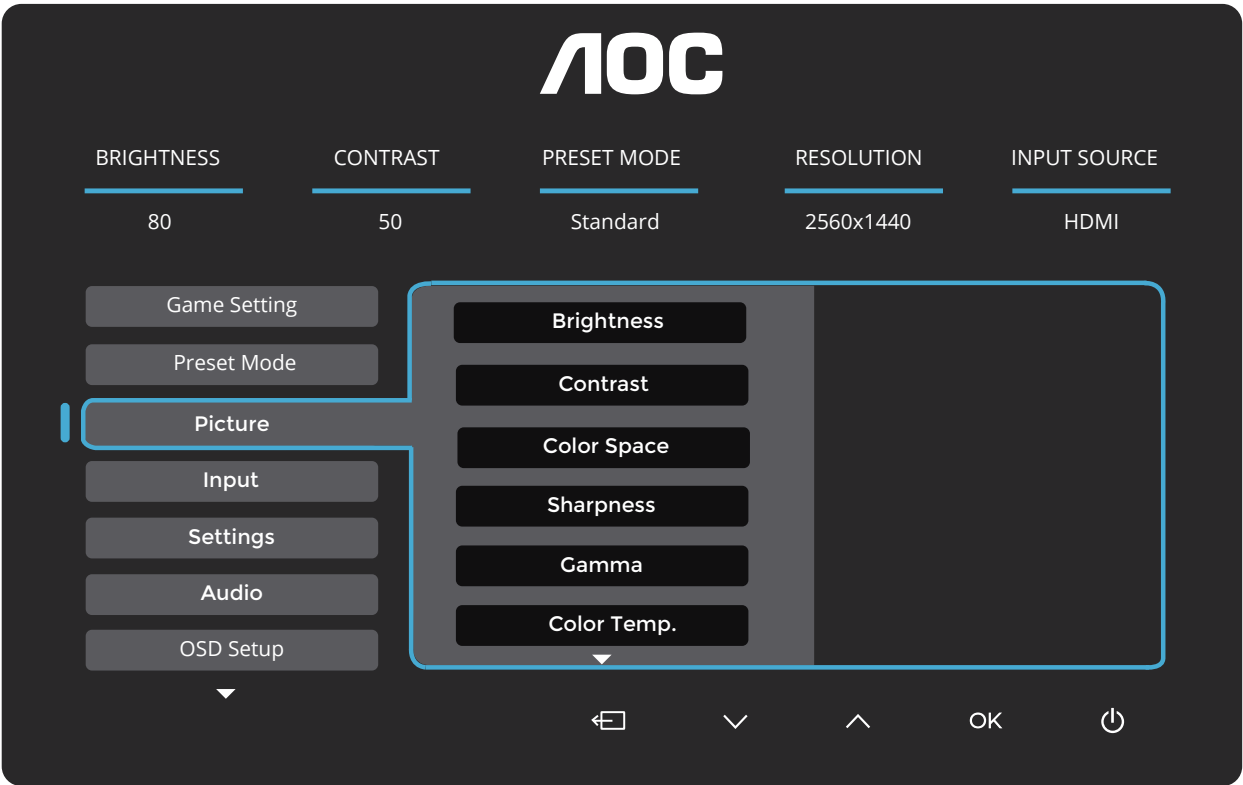 AOC
BRIGHTNESS CONTRAST PRESET MODE RESOLUTION INPUT SOURCE
80 50 Standard 2560x1440 HDMI
Game Setting
Preset Mode
Picture
Input
Settings
Audio
OSD Setup
Brightness
Contrast
Color Space
Sharpness
Gamma
Color Temp.
OK